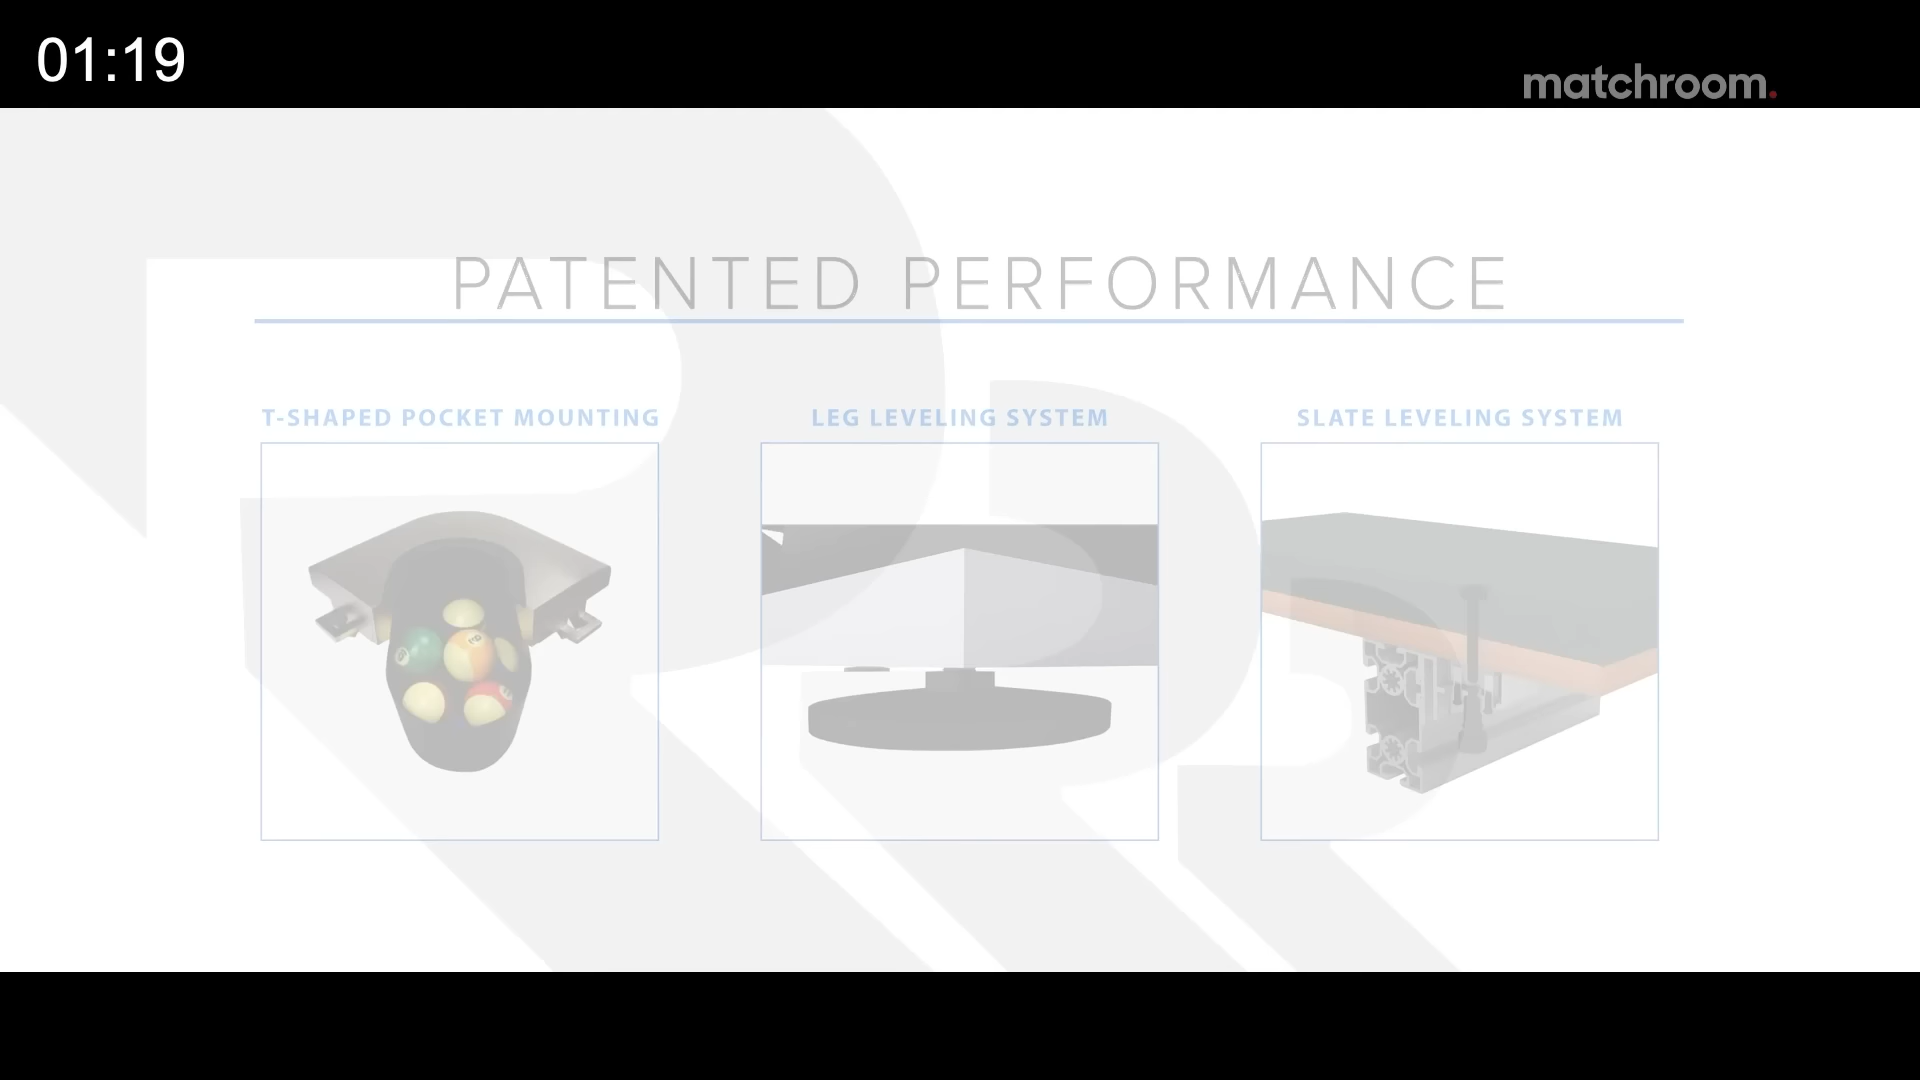 01:19
matchroom.
PATENTED PERFORMANCE
T-SHAPED POCKET MOUNTING
LEG LEVELING SYSTEM
SLATE LEVELING SYSTEM